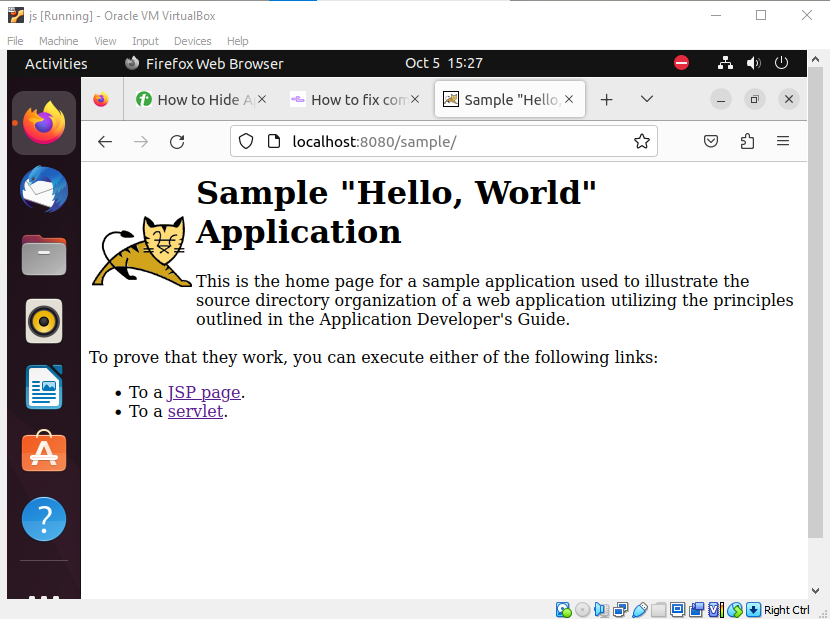 js [Running] - Oracle VM VirtualBox
File Machine View Input Devices Help
Activities Firefox Web Browser Oct 5 15:27
How to Hide A How to fix com Sample "Hello,
localhost:8080/sample/
Sample "Hello, World"
Application
This is the home page for a sample application used to illustrate the
source directory organization of a web application utilizing the principles
outlined in the Application Developer's Guide.
To prove that they work, you can execute either of the following links:
• To a JSP page.
• To a servlet.
Right Ctrl